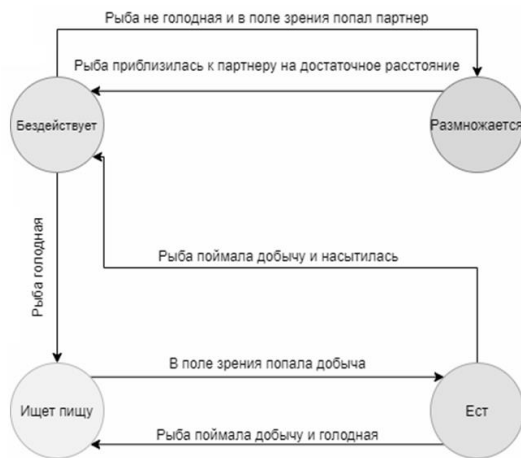 Рыба не голодная и в поле зрения попал партнер
Рыба приблизилась к партнеру на достаточное расстояние
Бездействует
Размножается
Рыба голодная
Рыба поймала добычу и насытилась
В поле зрения попала добыча
Ищет пищу
Ест
Рыба поймала добычу и голодная